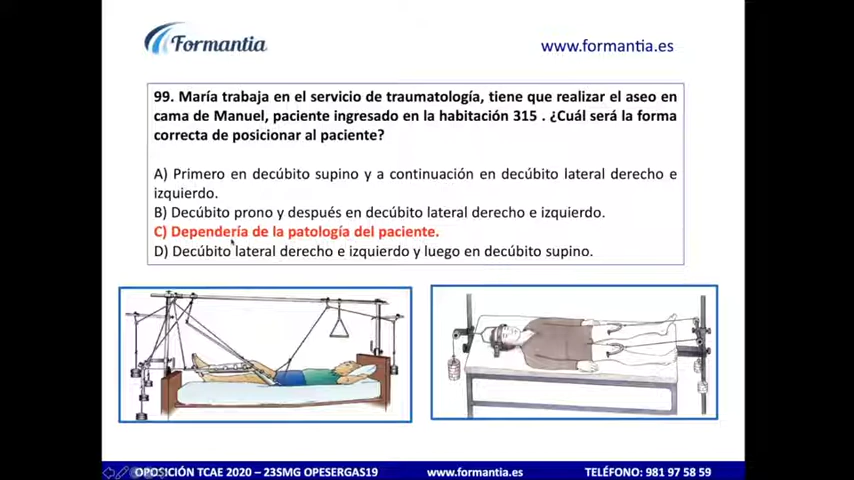 Formantia
www.formantia.es
99. María trabaja en el servicio de traumatología, tiene que realizar el aseo en
cama de Manuel, paciente ingresado en la habitación 315 . ¿Cuál será la forma
correcta de posicionar al paciente?
A) Primero en decúbito supino y a continuación en decúbito lateral derecho e
izquierdo.
B) Decúbito prono y después en decúbito lateral derecho e izquierdo.
C) Dependería de la patología del paciente.
D) Decúbito lateral derecho e izquierdo y luego en decúbito supino.
OPOSICIÓN TCAE 2020 – 23SMG OPESERGAS19
www.formantia.es
TELÉFONO: 981 97 58 59